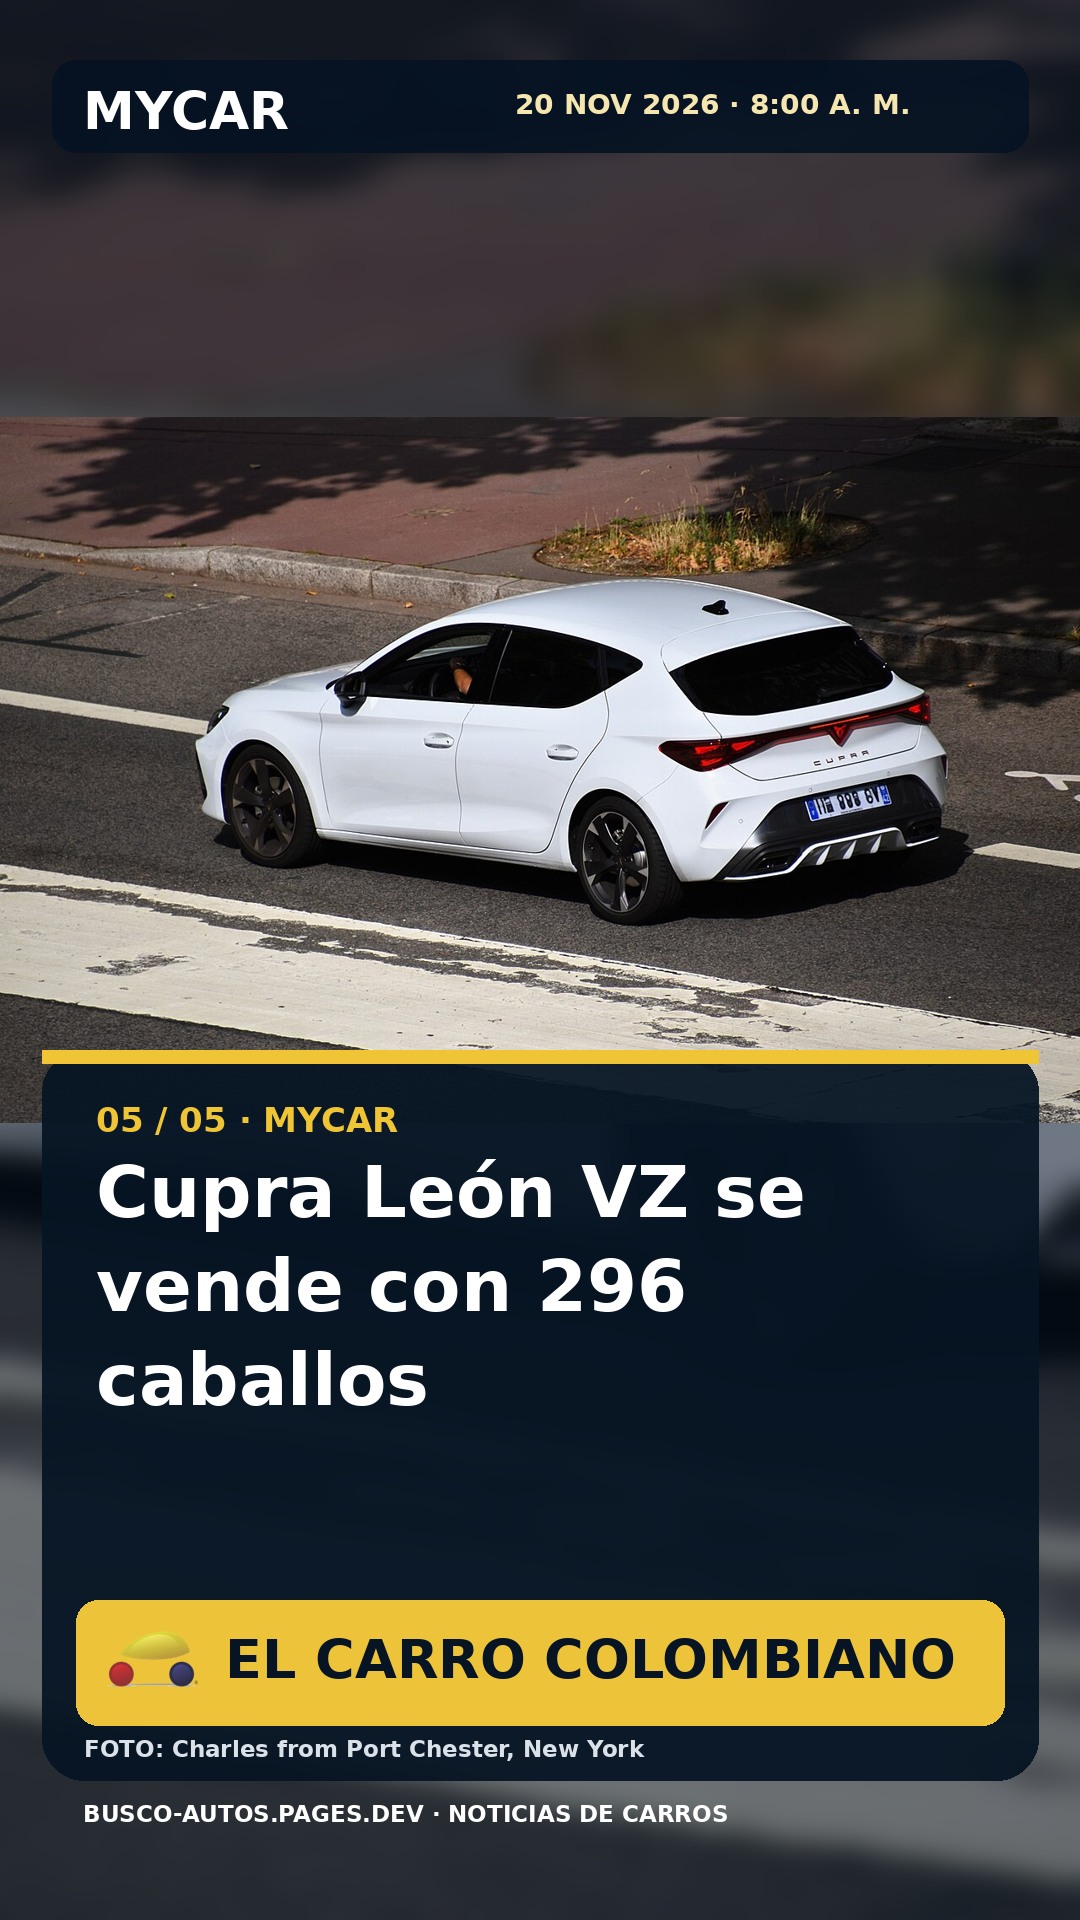 MYCAR
20 NOV 2026 · 8:00 A. M.
CUPRA
05 / 05 · MYCAR
Cupra León VZ se
vende con 296
caballos
EL CARRO COLOMBIANO
FOTO: Charles from Port Chester, New York
BUSCO-AUTOS.PAGES.DEV · NOTICIAS DE CARROS